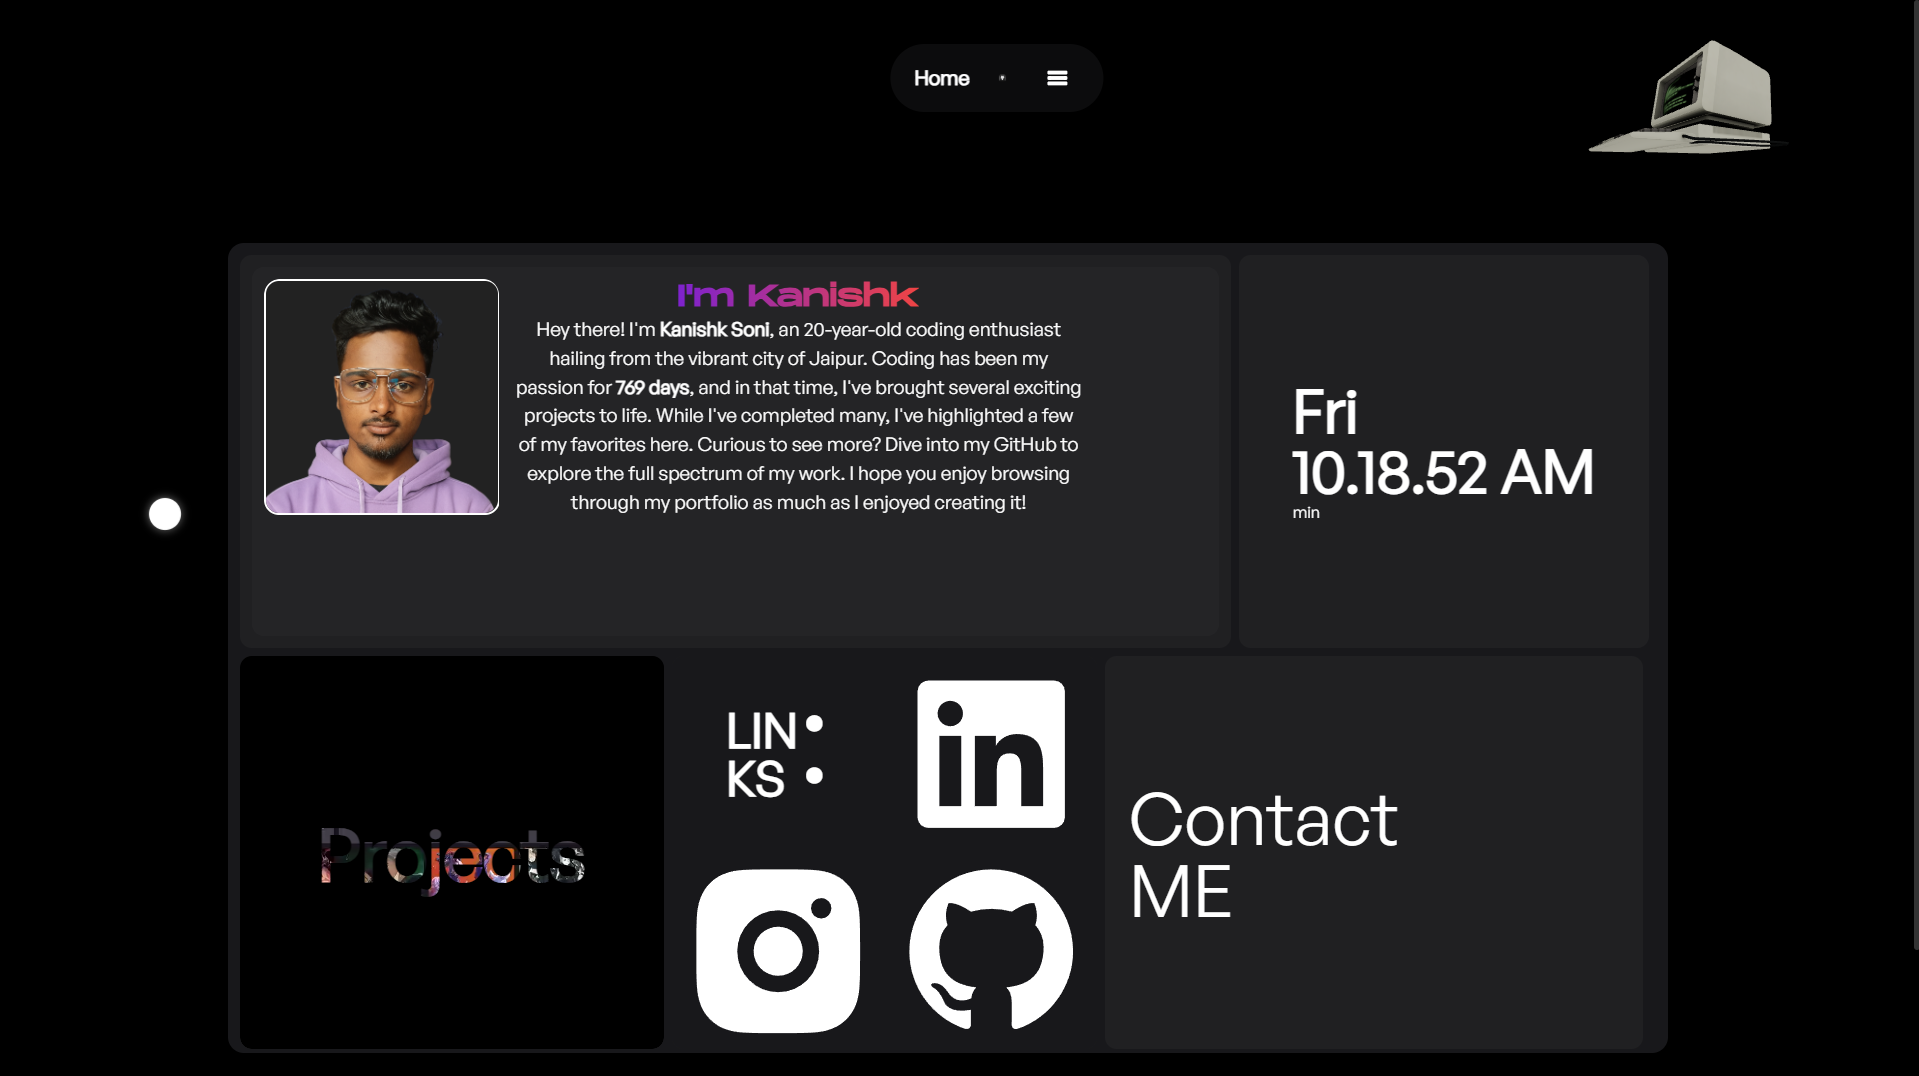 Home
I'm Kanishk
Hey there! I'm Kanishk Soni, an 20-year-old coding enthusiast
hailing from the vibrant city of Jaipur. Coding has been my
passion for 769 days, and in that time, I've brought several exciting
projects to life. While I've completed many, I've highlighted a few
of my favorites here. Curious to see more? Dive into my GitHub to
explore the full spectrum of my work. I hope you enjoy browsing
through my portfolio as much as I enjoyed creating it!
Fri
10.18.52 AM
min
Projects
LIN
KS
in
Contact
ME